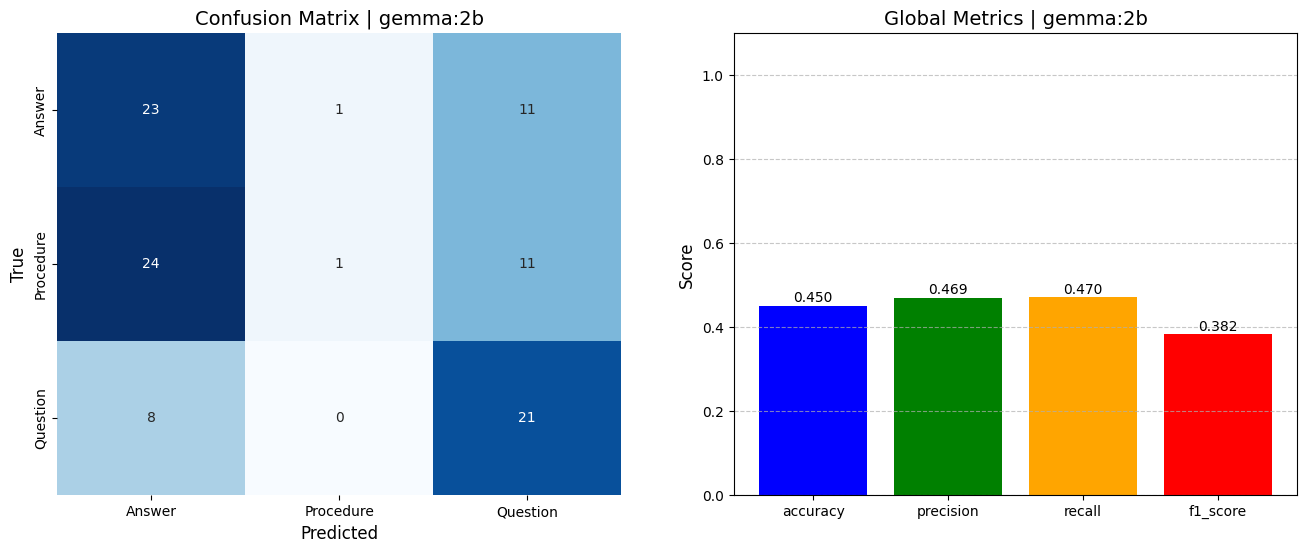 Confusion Matrix | gemma:2b
True
Answer
23 1 11
Procedure
24 1 11
Question
8 0 21
Answer Procedure Question
Predicted
Global Metrics | gemma:2b
Score
1.0
0.8
0.6
0.4
0.2
0.0
0.450
0.469
0.470
0.382
accuracy precision recall f1_score